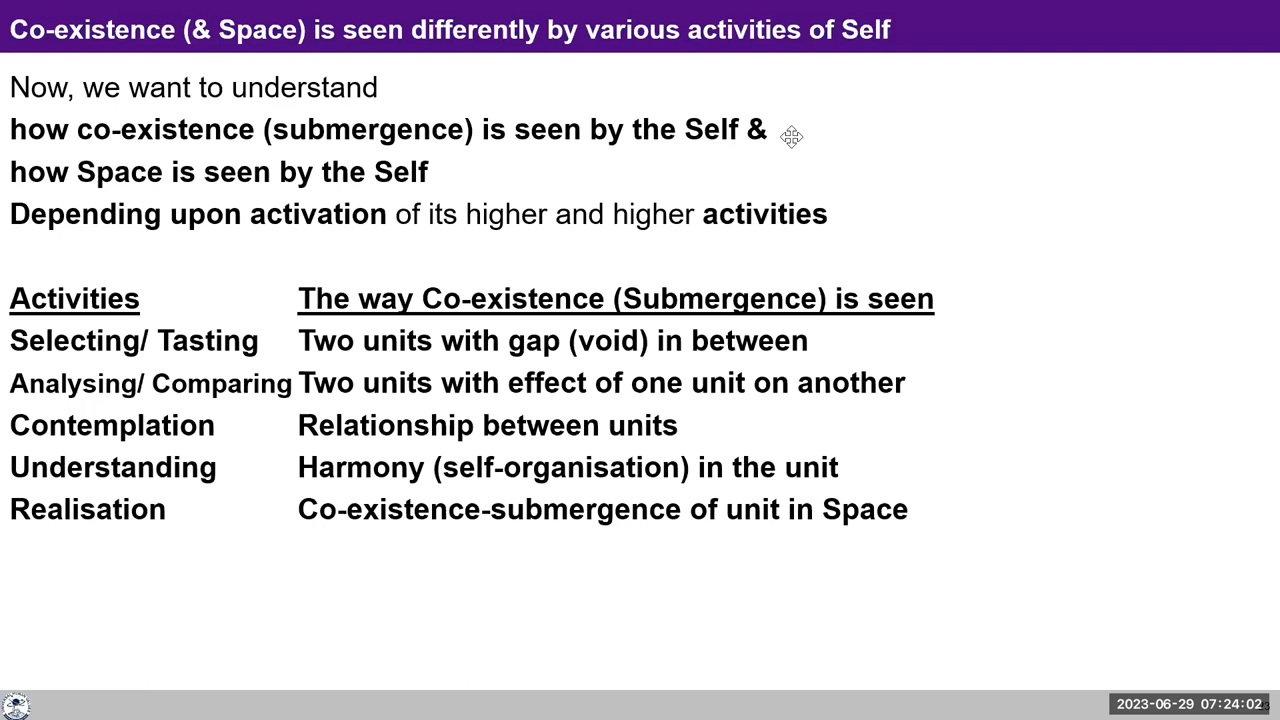 Co-existence (& Space) is seen differently by various activities of Self
Now, we want to understand
how co-existence (submergence) is seen by the Self &
how Space is seen by the Self
Depending upon activation of its higher and higher activities
Activities The way Co-existence (Submergence) is seen
Selecting/ Tasting Two units with gap (void) in between
Analysing/ Comparing Two units with effect of one unit on another
Contemplation Relationship between units
Understanding Harmony (self-organisation) in the unit
Realisation Co-existence-submergence of unit in Space
2023-06-29 07:24:02